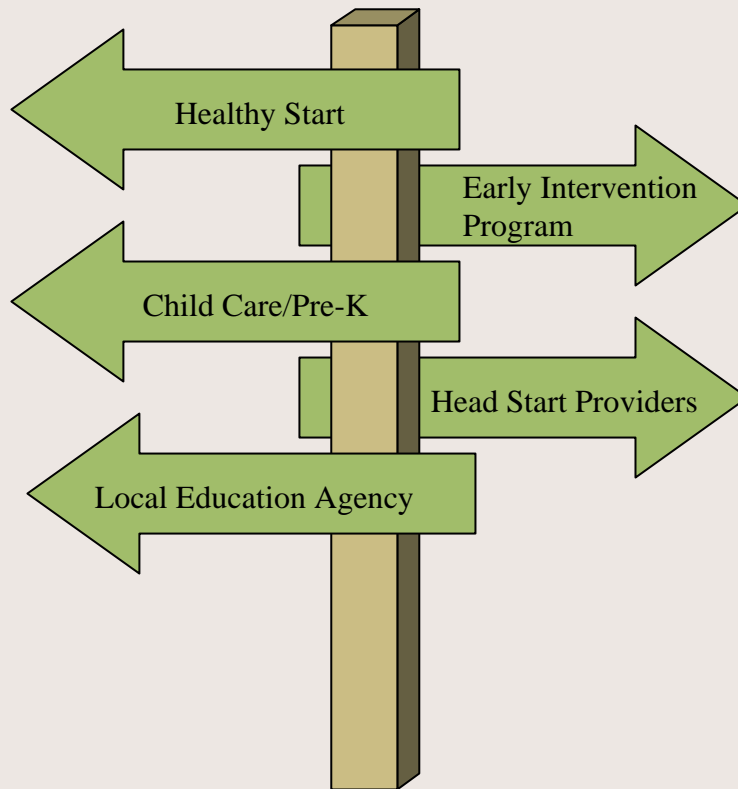 Healthy Start
Early Intervention
Program
Child Care/Pre-K
Head Start Providers
Local Education Agency